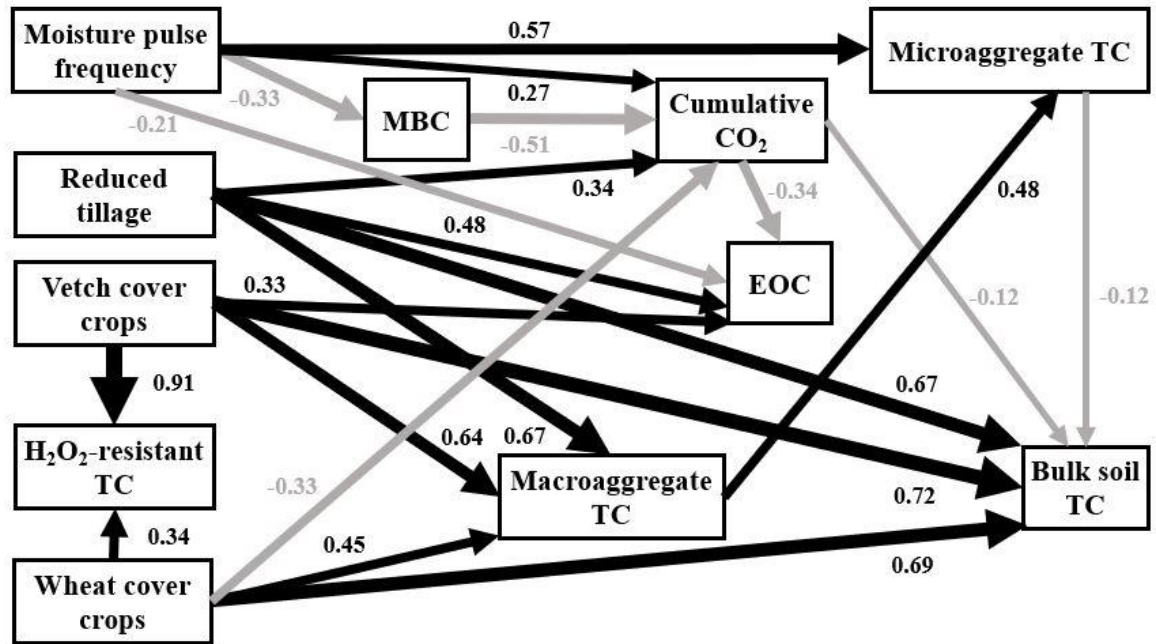 Moisture pulse
frequency
0.57
Microaggregate TC
-0.33
MBC
0.27
Cumulative
CO₂
-0.21
-0.51
Reduced
tillage
0.34
-0.34
0.48
0.48
EOC
Vetch cover
crops
0.33
-0.12
-0.12
0.91
0.67
H₂O₂-resistant
TC
0.64
0.67
Macroaggregate
TC
-0.33
0.72
Bulk soil
TC
0.34
0.45
0.69
Wheat cover
crops